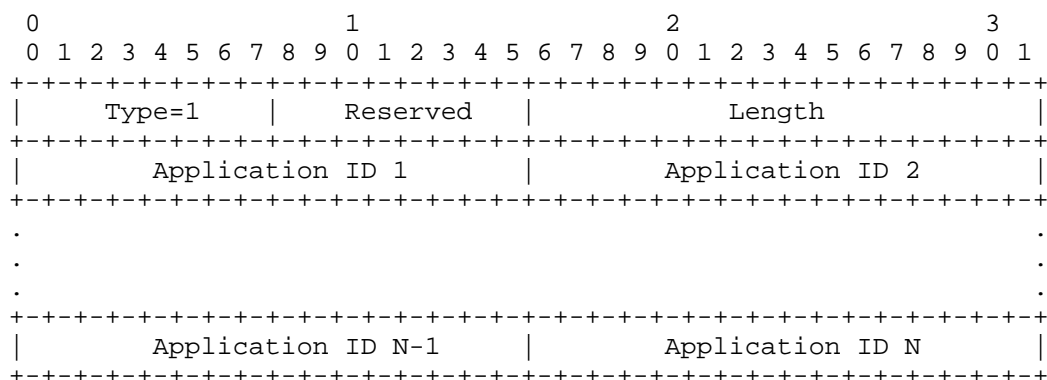 0                   1                   2                   3
 0 1 2 3 4 5 6 7 8 9 0 1 2 3 4 5 6 7 8 9 0 1 2 3 4 5 6 7 8 9 0 1
+-+-+-+-+-+-+-+-+-+-+-+-+-+-+-+-+-+-+-+-+-+-+-+-+-+-+-+-+-+-+-+-+
|     Type=1    |    Reserved   |            Length             |
+-+-+-+-+-+-+-+-+-+-+-+-+-+-+-+-+-+-+-+-+-+-+-+-+-+-+-+-+-+-+-+-+
|        Application ID 1       |        Application ID 2       |
+-+-+-+-+-+-+-+-+-+-+-+-+-+-+-+-+-+-+-+-+-+-+-+-+-+-+-+-+-+-+-+-+
.                                                               .
.                                                               .
.                                                               .
+-+-+-+-+-+-+-+-+-+-+-+-+-+-+-+-+-+-+-+-+-+-+-+-+-+-+-+-+-+-+-+-+
|        Application ID N-1     |        Application ID N       |
+-+-+-+-+-+-+-+-+-+-+-+-+-+-+-+-+-+-+-+-+-+-+-+-+-+-+-+-+-+-+-+-+